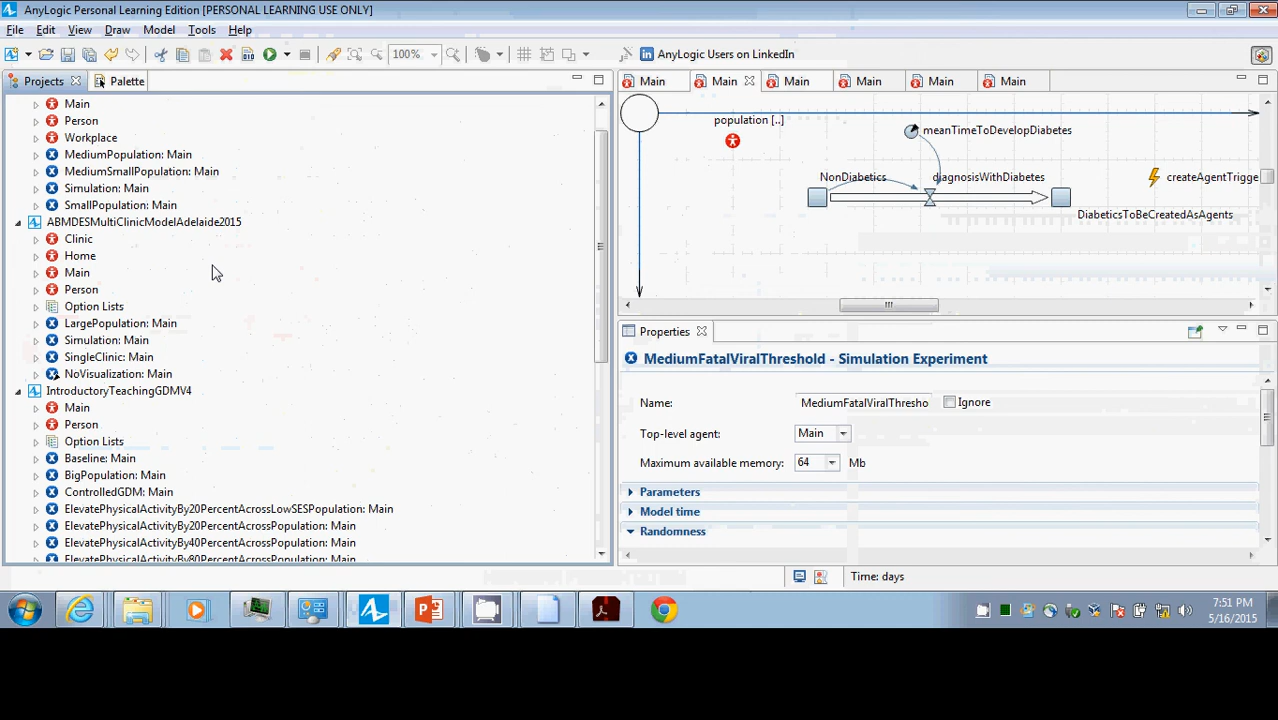 AnyLogic Personal Learning Edition [PERSONAL LEARNING USE ONLY]
File Edit View Draw Model Tools Help
100% AnyLogic Users on LinkedIn
Projects Palette
Main
Person
Workplace
MediumPopulation: Main
MediumSmallPopulation: Main
Simulation: Main
SmallPopulation: Main
ABMDESMultiClinicModelAdelaide2015
Clinic
Home
Main
Person
Option Lists
LargePopulation: Main
Simulation: Main
SingleClinic: Main
NoVisualization: Main
IntroductoryTeachingGDMV4
Main
Person
Option Lists
Baseline: Main
BigPopulation: Main
ControlledGDM: Main
ElevatePhysicalActivityBy20PercentAcrossLowSESPopulation: Main
ElevatePhysicalActivityBy20PercentAcrossPopulation: Main
ElevatePhysicalActivityBy40PercentAcrossPopulation: Main
ElevatePhysicalActivityBy80PercentAcrossPopulation: Main
Main Main Main Main Main Main
population [..]
meanTimeToDevelopDiabetes
NonDiabetics diagnosisWithDiabetes createAgentTrigge
DiabeticsToBeCreatedAsAgents
Properties
MediumFatalViralThreshold - Simulation Experiment
Name: MediumFatalViralThresho Ignore
Top-level agent: Main
Maximum available memory: 64 Mb
Parameters
Model time
Randomness
Time: days
7:51 PM
5/16/2015